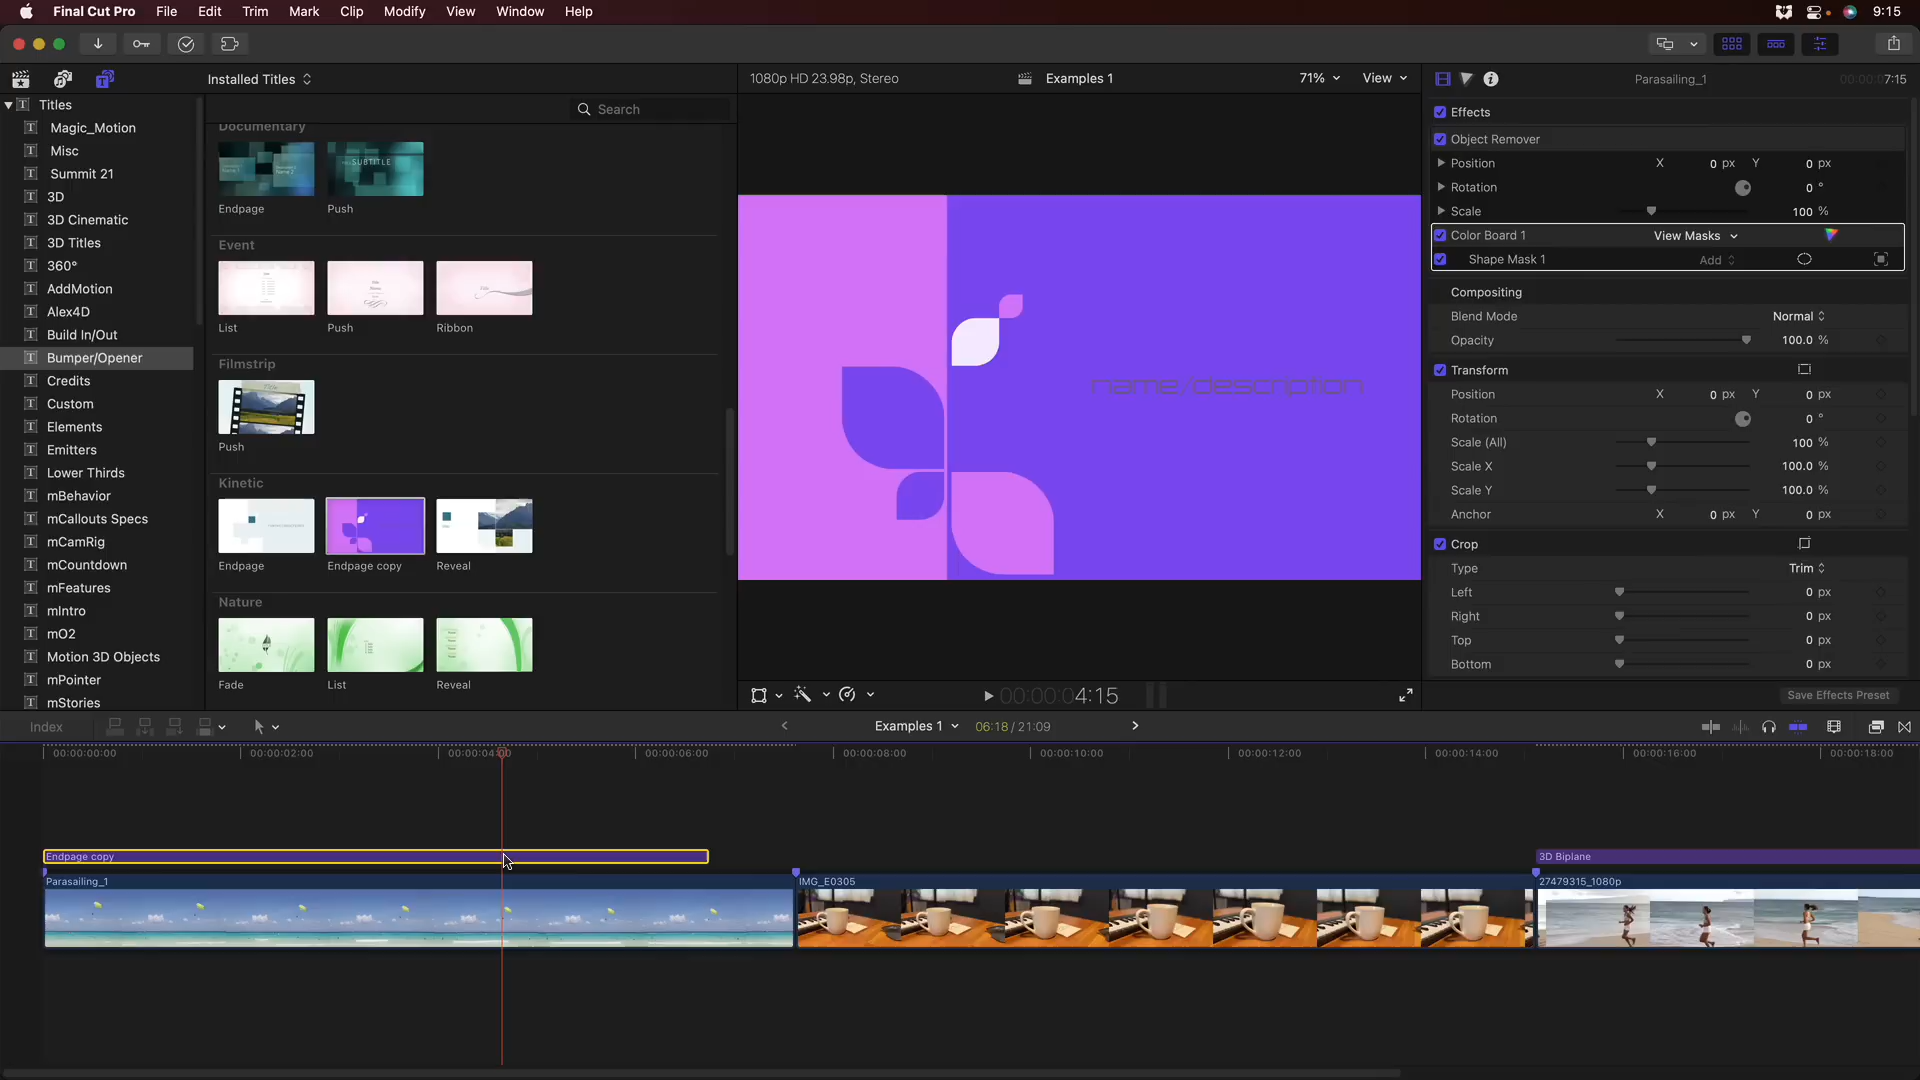 Final Cut Pro File Edit Trim Mark Clip Modify View Window Help 9:15
Installed Titles
1080p HD 23.98p, Stereo Examples 1 71% View
Parasailing_1 00:00:07:15
Titles
Magic_Motion
Misc
Summit 21
3D
3D Cinematic
3D Titles
360°
AddMotion
Alex4D
Build In/Out
Bumper/Opener
Credits
Custom
Elements
Emitters
Lower Thirds
mBehavior
mCallouts Specs
mCamRig
mCountdown
mFeatures
mIntro
mO2
Motion 3D Objects
mPointer
mStories
Search
Documentary
SUBTITLE
Endpage Push
Event
List Push Ribbon
Filmstrip
Push
Kinetic
Endpage Endpage copy Reveal
Nature
Fade List Reveal
name/description
00:00:04:15
Effects
Object Remover
Position X 0 px Y 0 px
Rotation 0 °
Scale 100 %
Color Board 1 View Masks
Shape Mask 1 Add
Compositing
Blend Mode Normal
Opacity 100.0 %
Transform
Position X 0 px Y 0 px
Rotation 0 °
Scale (All) 100 %
Scale X 100.0 %
Scale Y 100.0 %
Anchor X 0 px Y 0 px
Crop
Type Trim
Left 0 px
Right 0 px
Top 0 px
Bottom 0 px
Save Effects Preset
Index Examples 1 06:18 / 21:09
00:00:00:00 00:00:02:00 00:00:04:00 00:00:06:00 00:00:08:00 00:00:10:00 00:00:12:00 00:00:14:00 00:00:16:00 00:00:18:00
Endpage copy 3D Biplane
Parasailing_1 IMG_E0305 27479315_1080p